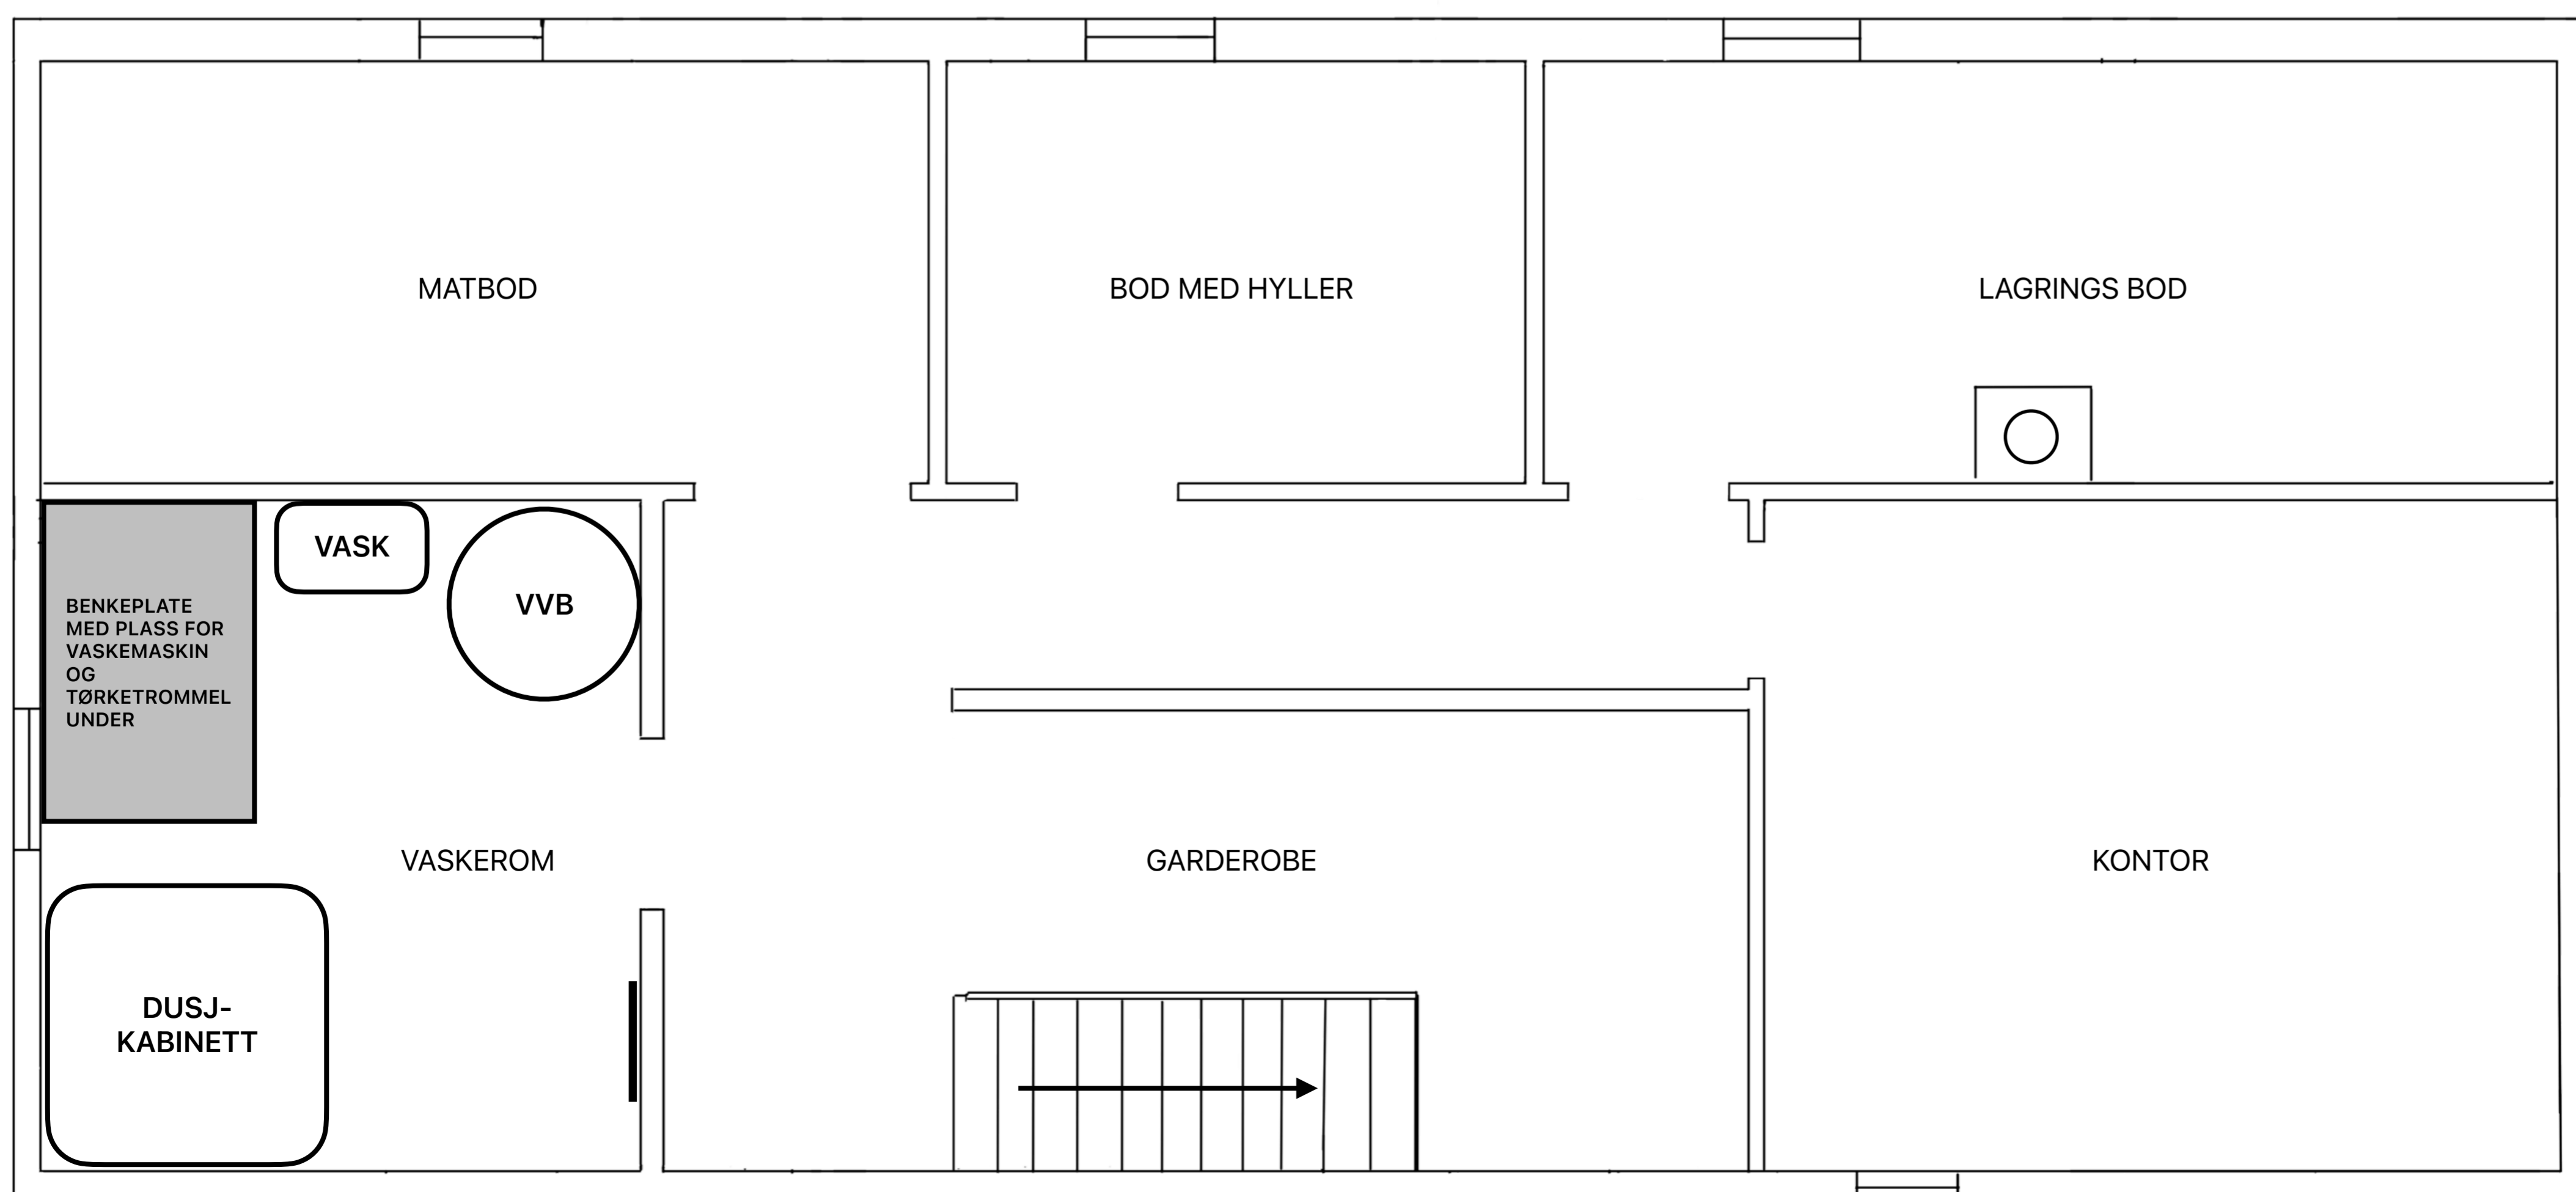 MATBOD
BOD MED HYLLER
LAGRINGS BOD
VASK
VVB
BENKEPLATE
MED PLASS FOR
VASKEMASKIN
OG
TØRKETROMMEL
UNDER
VASKEROM
GARDEROBE
KONTOR
DUSJ-
KABINETT